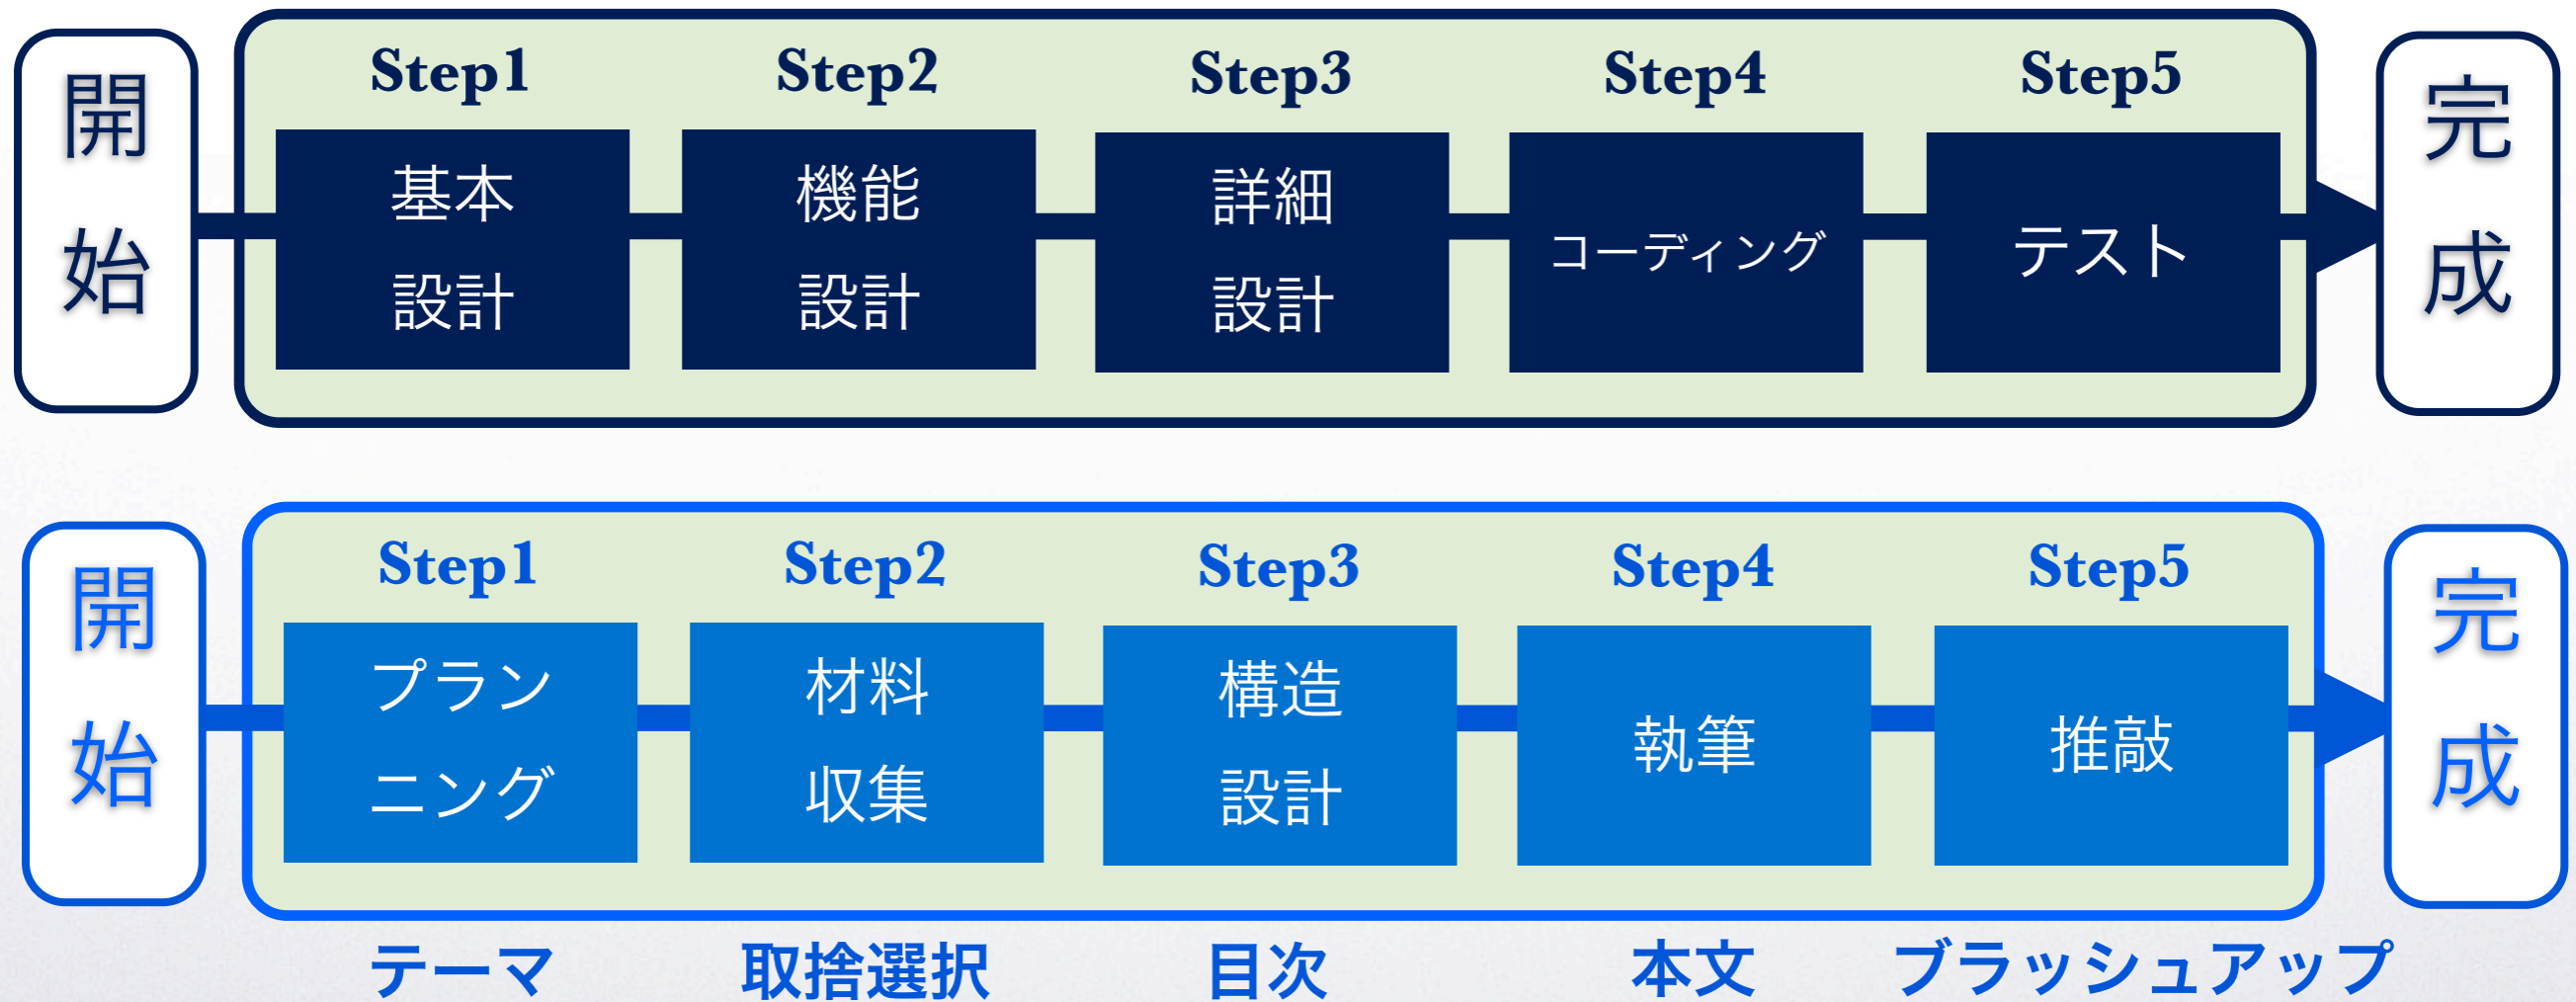 開始
Step1
Step2
Step3
Step4
Step5
基本
設計
機能
設計
詳細
設計
コーディング
テスト
完成
開始
Step1
Step2
Step3
Step4
Step5
プラン
ニング
材料
収集
構造
設計
執筆
推敲
完成
テーマ
取捨選択
目次
本文
ブラッシュアップ